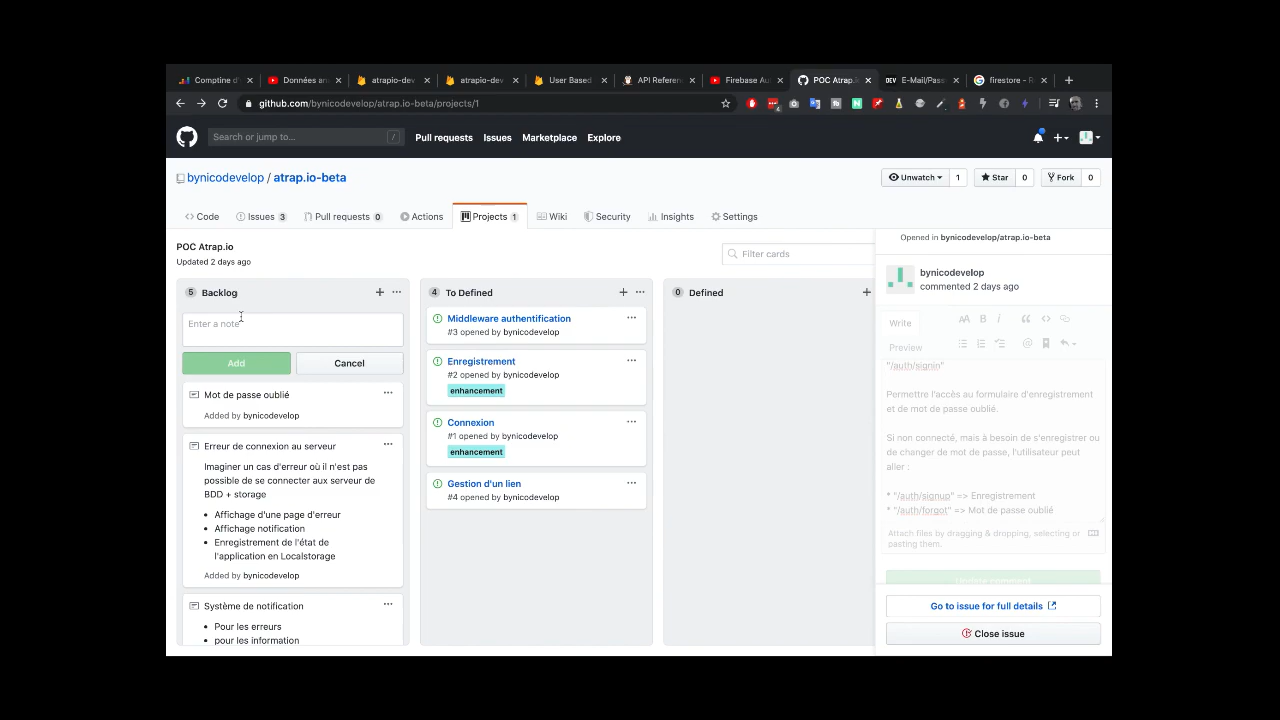 Comptine d'
Données an
atrapio-dev
atrapio-dev
User Based
API Referen
Firebase Au
POC Atrap.i
DEV E-Mail/Pass
firestore - R
github.com/bynicodevelop/atrap.io-beta/projects/1
Search or jump to...
/
Pull requests
Issues
Marketplace
Explore
bynicodevelop / atrap.io-beta
Unwatch 1
Star 0
Fork 0
Code
Issues 3
Pull requests 0
Actions
Projects 1
Wiki
Security
Insights
Settings
POC Atrap.io
Updated 2 days ago
Filter cards
5 Backlog
Enter a note
Add
Cancel
Mot de passe oublié
Added by bynicodevelop
Erreur de connexion au serveur
Imaginer un cas d'erreur où il n'est pas
possible de se connecter aux serveur de
BDD + storage
Affichage d'une page d'erreur
Affichage notification
Enregistrement de l'état de
l'application en Localstorage
Added by bynicodevelop
Système de notification
Pour les erreurs
pour les information
4 To Defined
Middleware authentification
#3 opened by bynicodevelop
Enregistrement
#2 opened by bynicodevelop
enhancement
Connexion
#1 opened by bynicodevelop
enhancement
Gestion d'un lien
#4 opened by bynicodevelop
0 Defined
Opened in bynicodevelop/atrap.io-beta
bynicodevelop
commented 2 days ago
Write
Preview
"/auth/signin"
Permettre l'accès au formulaire d'enregistrement
et de mot de passe oublié.
Si non connecté, mais à besoin de s'enregistrer ou
de changer de mot de passe, l'utilisateur peut
aller :
* "/auth/signup" => Enregistrement
* "/auth/forgot" => Mot de passe oublié
Attach files by dragging & dropping, selecting or
pasting them.
Update comment
Go to issue for full details
Close issue